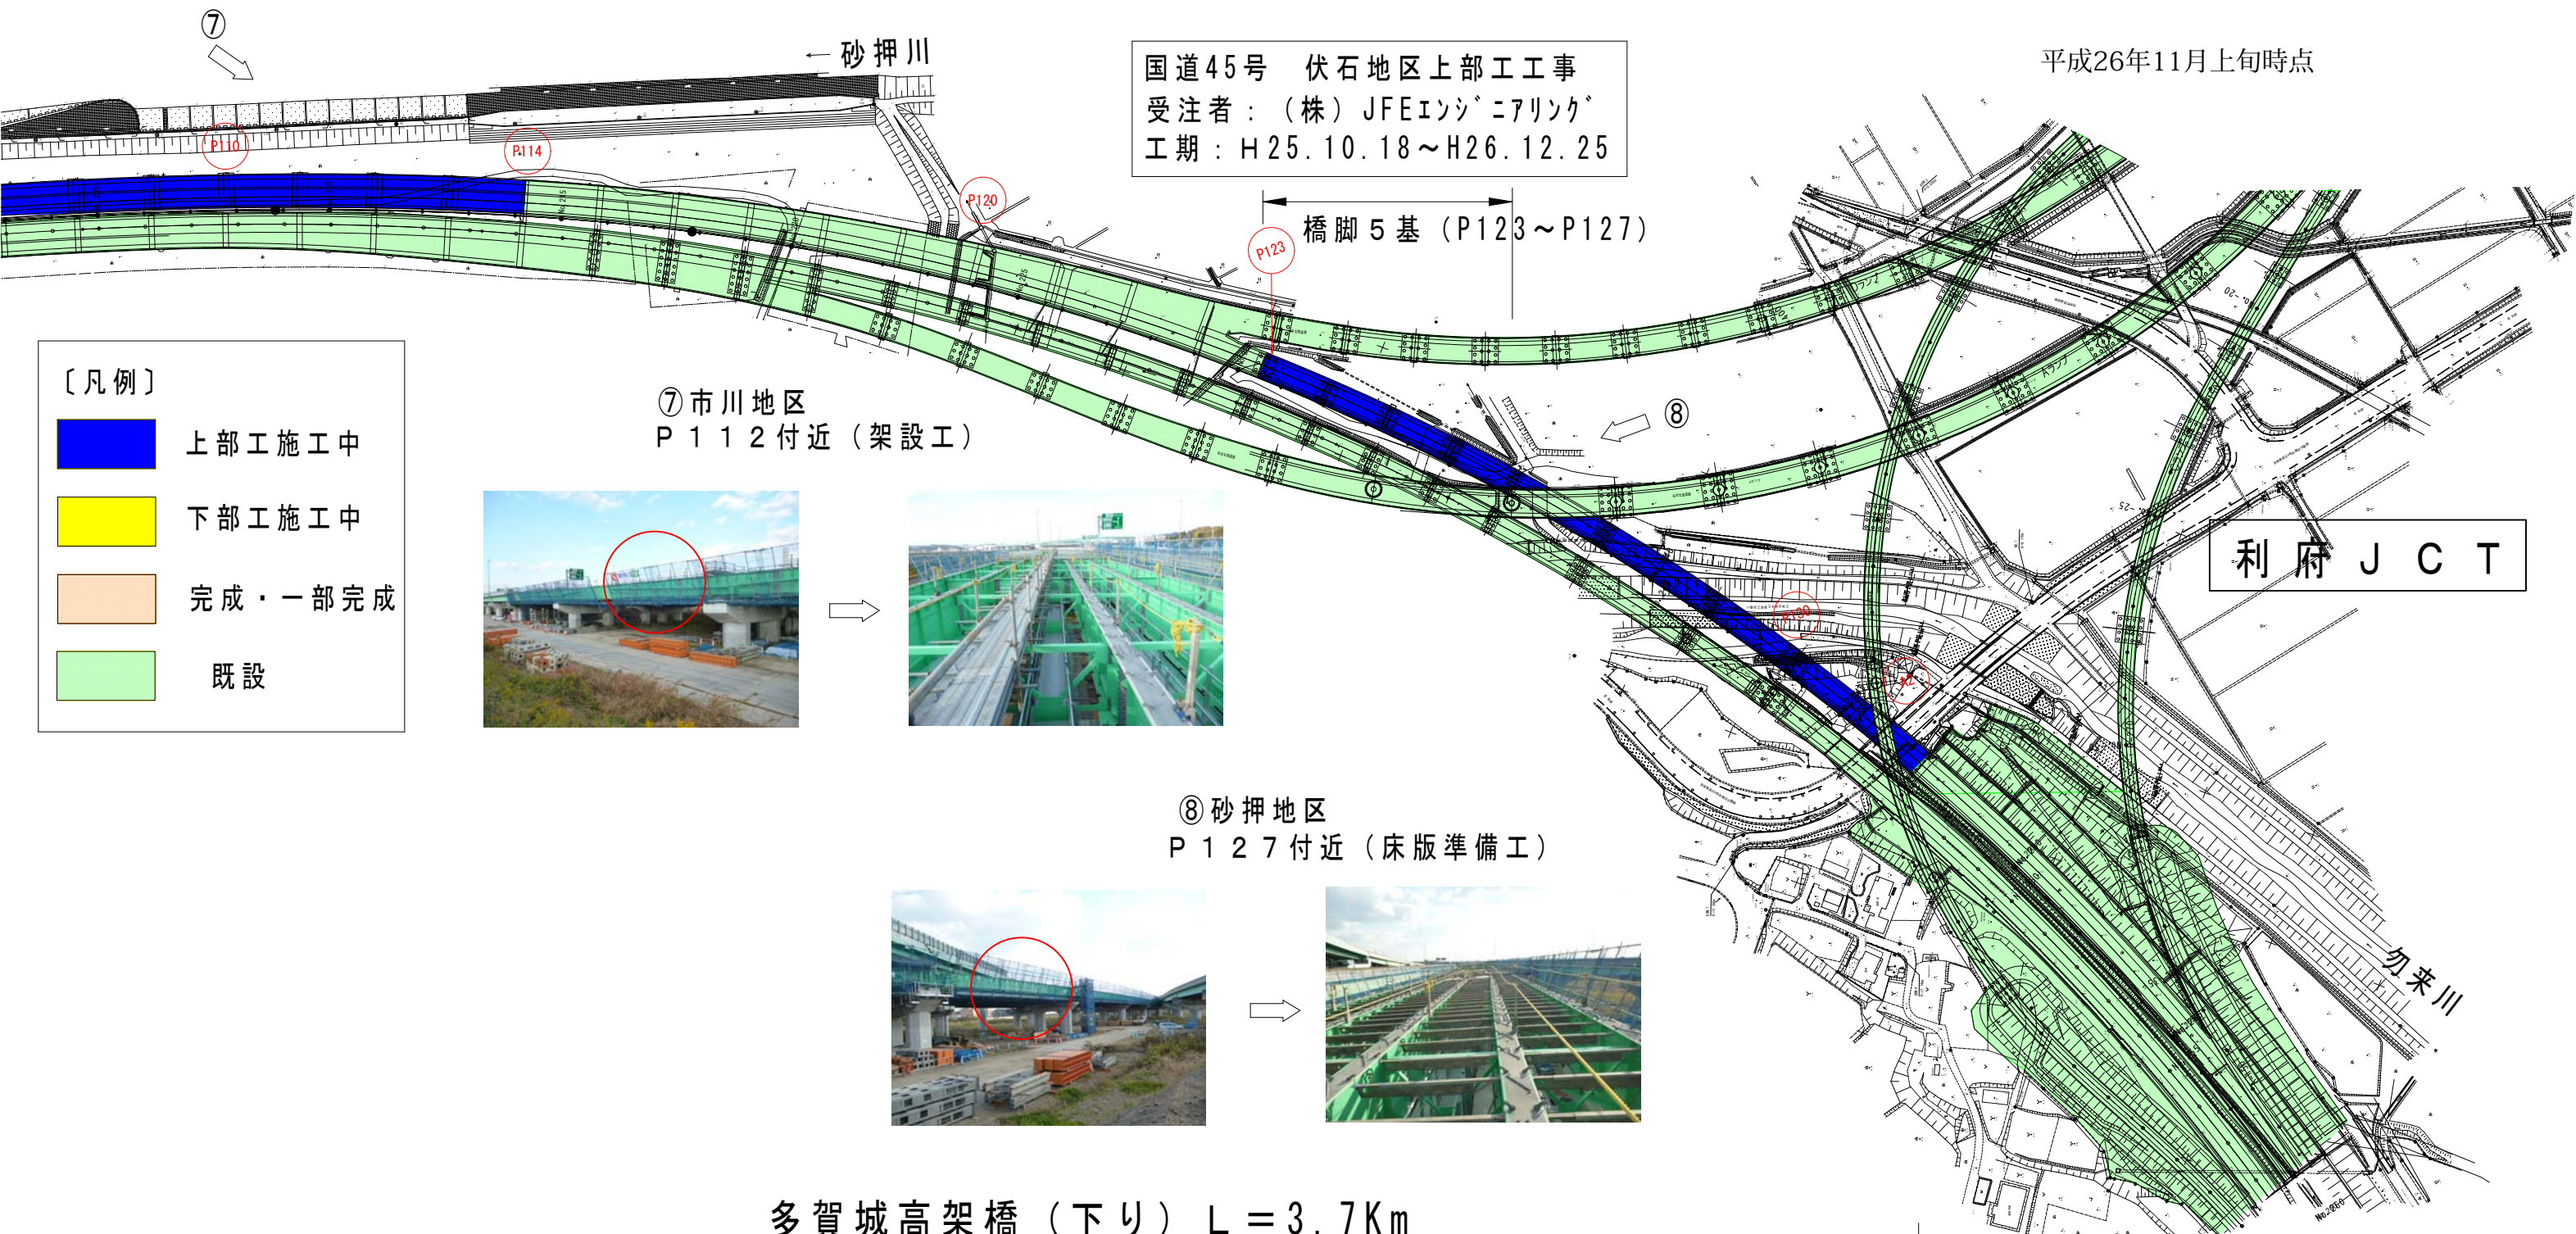 ⑦
← 砂押川
国道45号　伏石地区上部工工事
受注者：（株）JFEｴﾝｼﾞﾆｱﾘﾝｸﾞ
工期：H25.10.18～H26.12.25
平成26年11月上旬時点
P110
P114
P120
P123
橋脚５基（P123～P127）
〔凡例〕
上部工施工中
下部工施工中
完成・一部完成
既設
⑦市川地区
Ｐ１１２付近（架設工）
⑧
Aランプ
利府ＪＣＴ
P130
A2
⑧砂押地区
Ｐ１２７付近（床版準備工）
勿来川
多賀城高架橋（下り）Ｌ＝3.7Km